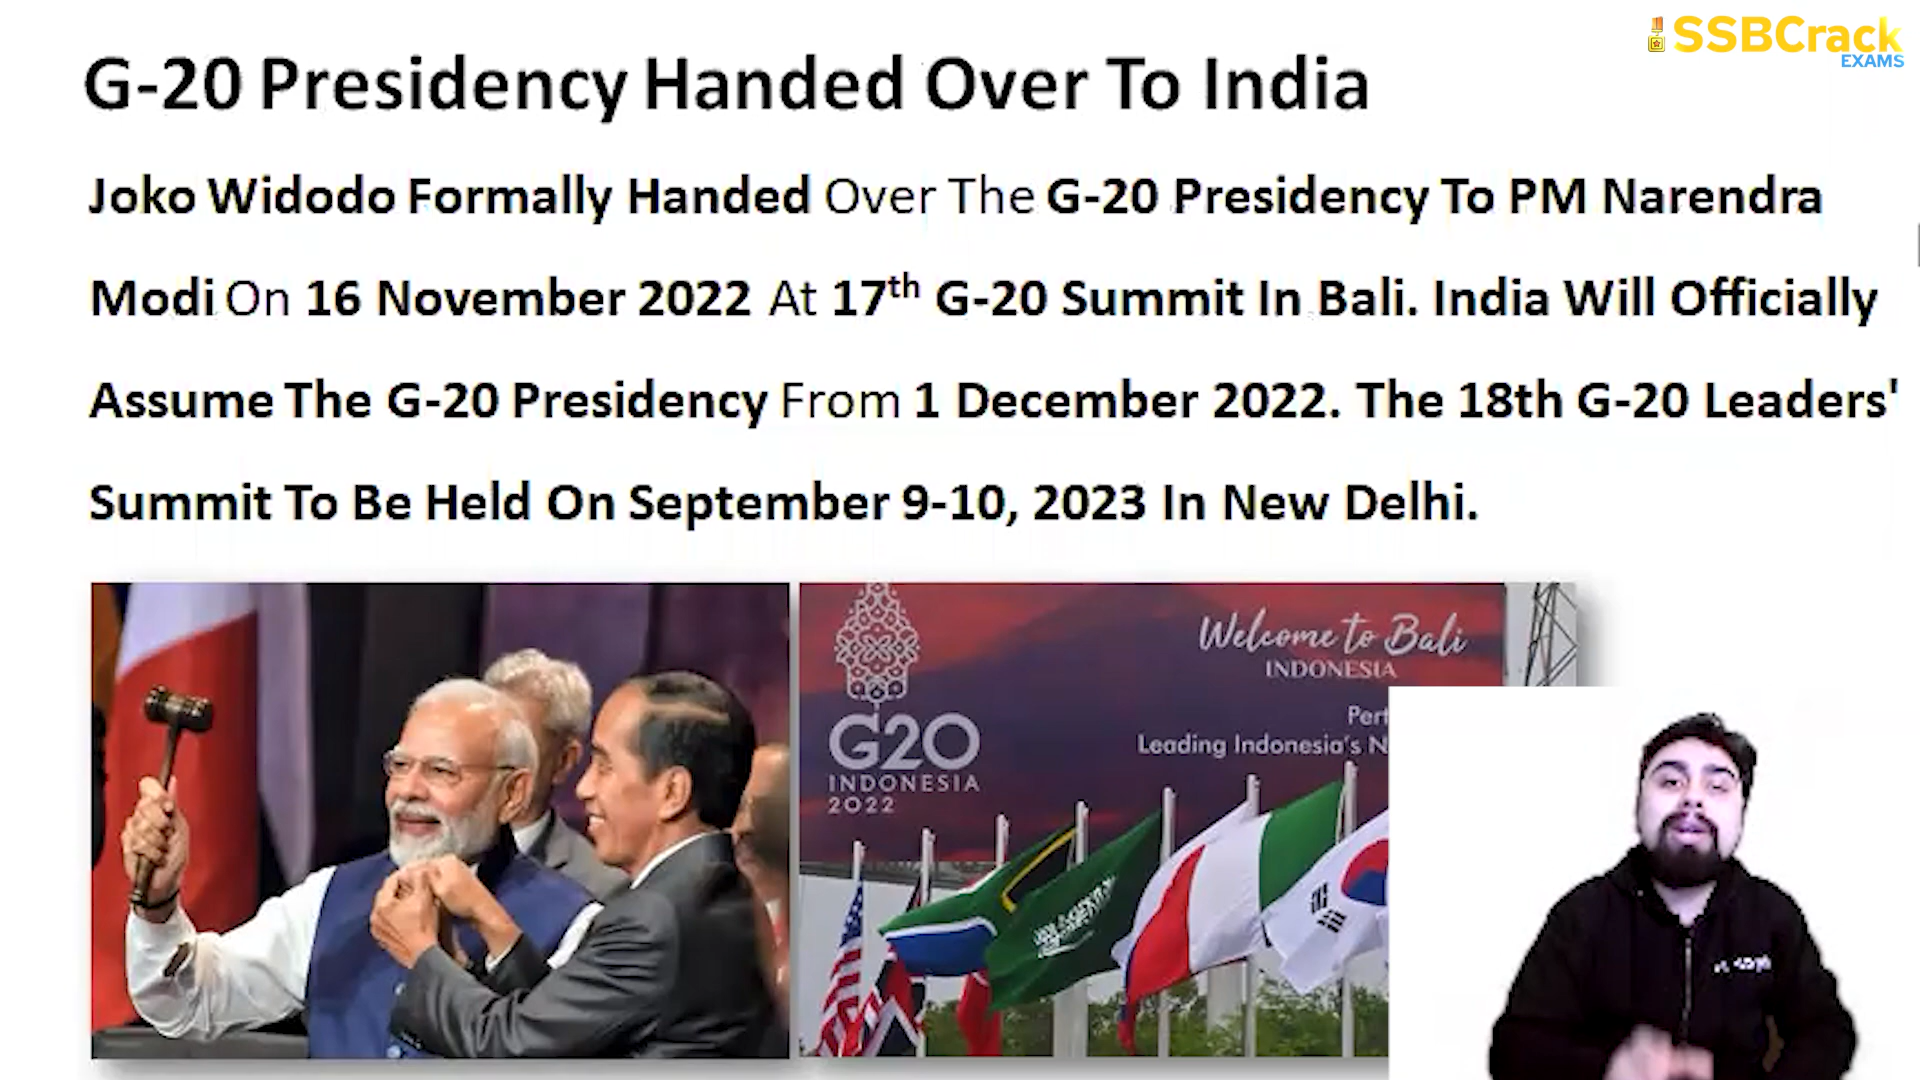 SSBCrack
EXAMS
G-20 Presidency Handed Over To India
Joko Widodo Formally Handed Over The G-20 Presidency To PM Narendra
Modi On 16 November 2022 At 17th G-20 Summit In Bali. India Will Officially
Assume The G-20 Presidency From 1 December 2022. The 18th G-20 Leaders'
Summit To Be Held On September 9-10, 2023 In New Delhi.
Welcome to Bali
INDONESIA
G20
INDONESIA
2022
Leading Indonesia's